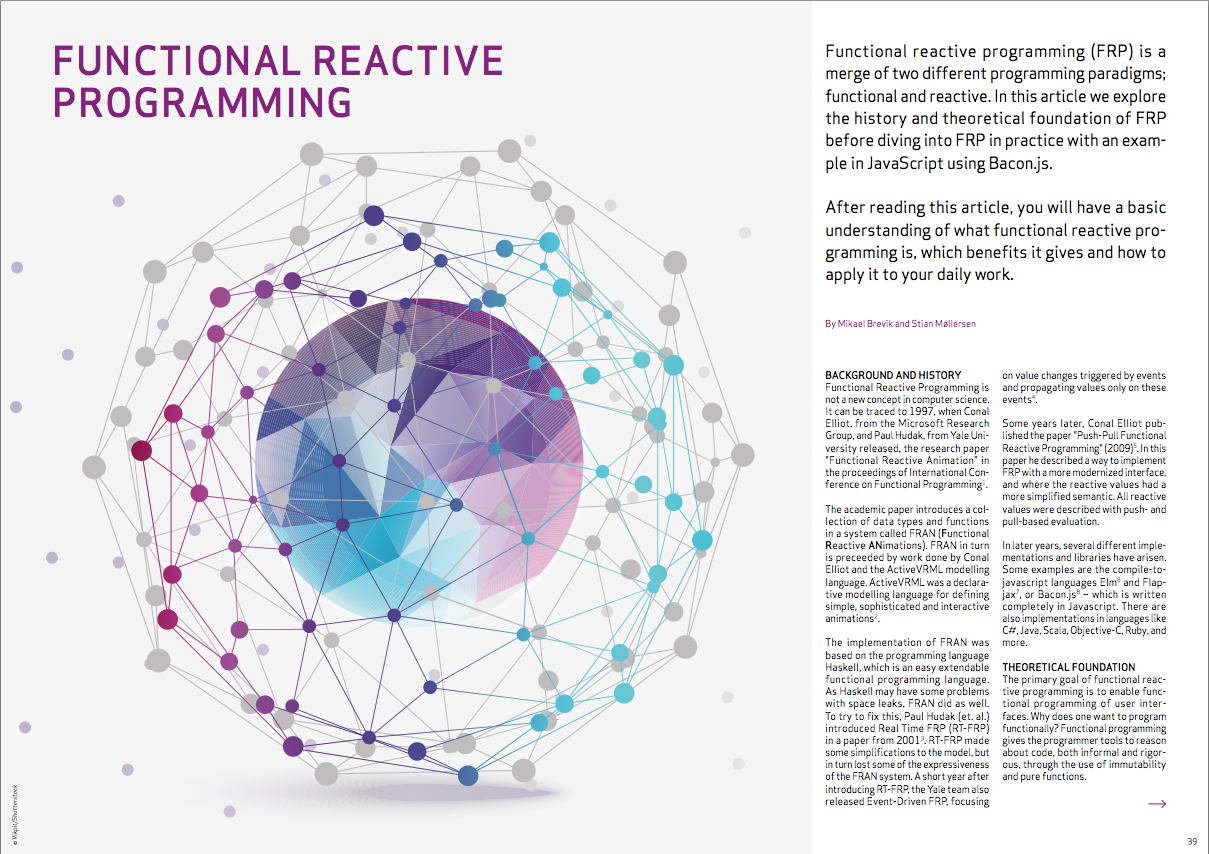 FUNCTIONAL REACTIVE
PROGRAMMING
Functional reactive programming (FRP) is a
merge of two different programming paradigms;
functional and reactive. In this article we explore
the history and theoretical foundation of FRP
before diving into FRP in practice with an exam-
ple in JavaScript using Bacon.js.
After reading this article, you will have a basic
understanding of what functional reactive pro-
gramming is, which benefits it gives and how to
apply it to your daily work.
By Mikael Brevik and Stian Møllersen
BACKGROUND AND HISTORY
Functional Reactive Programming is
not a new concept in computer science.
It can be traced to 1997, when Conal
Elliot, from the Microsoft Research
Group, and Paul Hudak, from Yale Uni-
versity released, the research paper
"Functional Reactive Animation" in
the proceedings of International Con-
ference on Functional Programming¹.
The academic paper introduces a col-
lection of data types and functions
in a system called FRAN (Functional
Reactive ANimations). FRAN in turn
is preceeded by work done by Conal
Elliot and the ActiveVRML modelling
language. ActiveVRML was a declara-
tive modelling language for defining
simple, sophisticated and interactive
animations².
The implementation of FRAN was
based on the programming language
Haskell, which is an easy extendable
functional programming language.
As Haskell may have some problems
with space leaks, FRAN did as well.
To try to fix this, Paul Hudak (et. al.)
introduced Real Time FRP (RT-FRP)
in a paper from 2001³. RT-FRP made
some simplifications to the model, but
in turn lost some of the expressiveness
of the FRAN system. A short year after
introducing RT-FRP, the Yale team also
released Event-Driven FRP, focusing
on value changes triggered by events
and propagating values only on these
events⁴.
Some years later, Conal Elliot pub-
lished the paper "Push-Pull Functional
Reactive Programming" (2009)⁵. In this
paper he described a way to implement
FRP with a more modernized interface,
and where the reactive values had a
more simplified semantic. All reactive
values were described with push- and
pull-based evaluation.
In later years, several different imple-
mentations and libraries have arisen.
Some examples are the compile-to-
javascript languages Elm⁶ and Flap-
jax⁷, or Bacon.js⁸ – which is written
completely in Javascript. There are
also implementations in languages like
C#, Java, Scala, Objective-C, Ruby, and
more.
THEORETICAL FOUNDATION
The primary goal of functional reac-
tive programming is to enable func-
tional programming of user inter-
faces. Why does one want to program
functionally? Functional programming
gives the programmer tools to reason
about code, both informal and rigor-
ous, through the use of immutability
and pure functions.
© Vikpit/Shutterstock
39